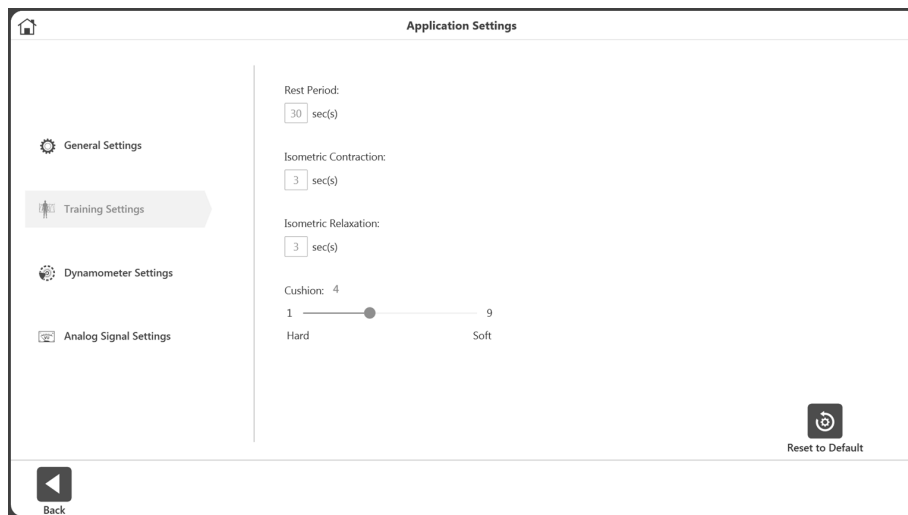 Application Settings
General Settings
Training Settings
Dynamometer Settings
Analog Signal Settings
Rest Period:
30 sec(s)
Isometric Contraction:
3 sec(s)
Isometric Relaxation:
3 sec(s)
Cushion: 4
1 9
Hard Soft
Reset to Default
Back